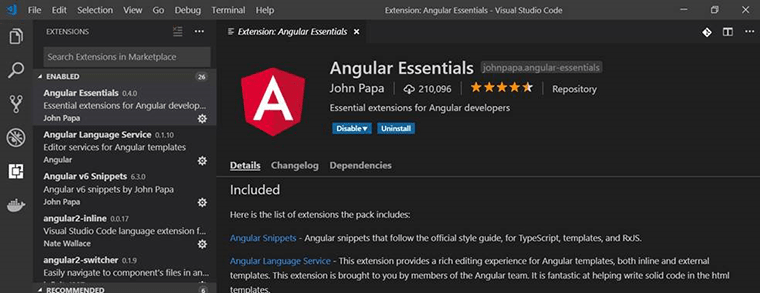 File Edit Selection View Go Debug Terminal Help Extension: Angular Essentials - Visual Studio Code
EXTENSIONS
Extension: Angular Essentials
Search Extensions in Marketplace
ENABLED 26
Angular Essentials 0.4.0
Essential extensions for Angular develop...
John Papa
Angular Language Service 0.1.10
Editor services for Angular templates
Angular
Angular v6 Snippets 6.3.0
Angular v6 snippets by John Papa
John Papa
angular2-inline 0.0.17
Visual Studio Code language extension f...
Nate Wallace
angular2-switcher 0.1.9
Easily navigate to component's files in an...
RECOMMENDED 6
A
Angular Essentials johnpapa.angular-essentials
John Papa 210,096 Repository
Essential extensions for Angular developers
Disable Uninstall
Details Changelog Dependencies
Included
Here is the list of extensions the pack includes:
Angular Snippets - Angular snippets that follow the official style guide, for TypeScript, templates, and RxJS.
Angular Language Service - This extension provides a rich editing experience for Angular templates, both inline and external
templates. This extension is brought to you by members of the Angular team. It is fantastic at helping write solid code in the html
templates.